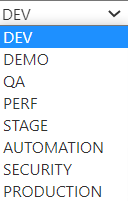 DEV
DEV
DEMO
QA
PERF
STAGE
AUTOMATION
SECURITY
PRODUCTION